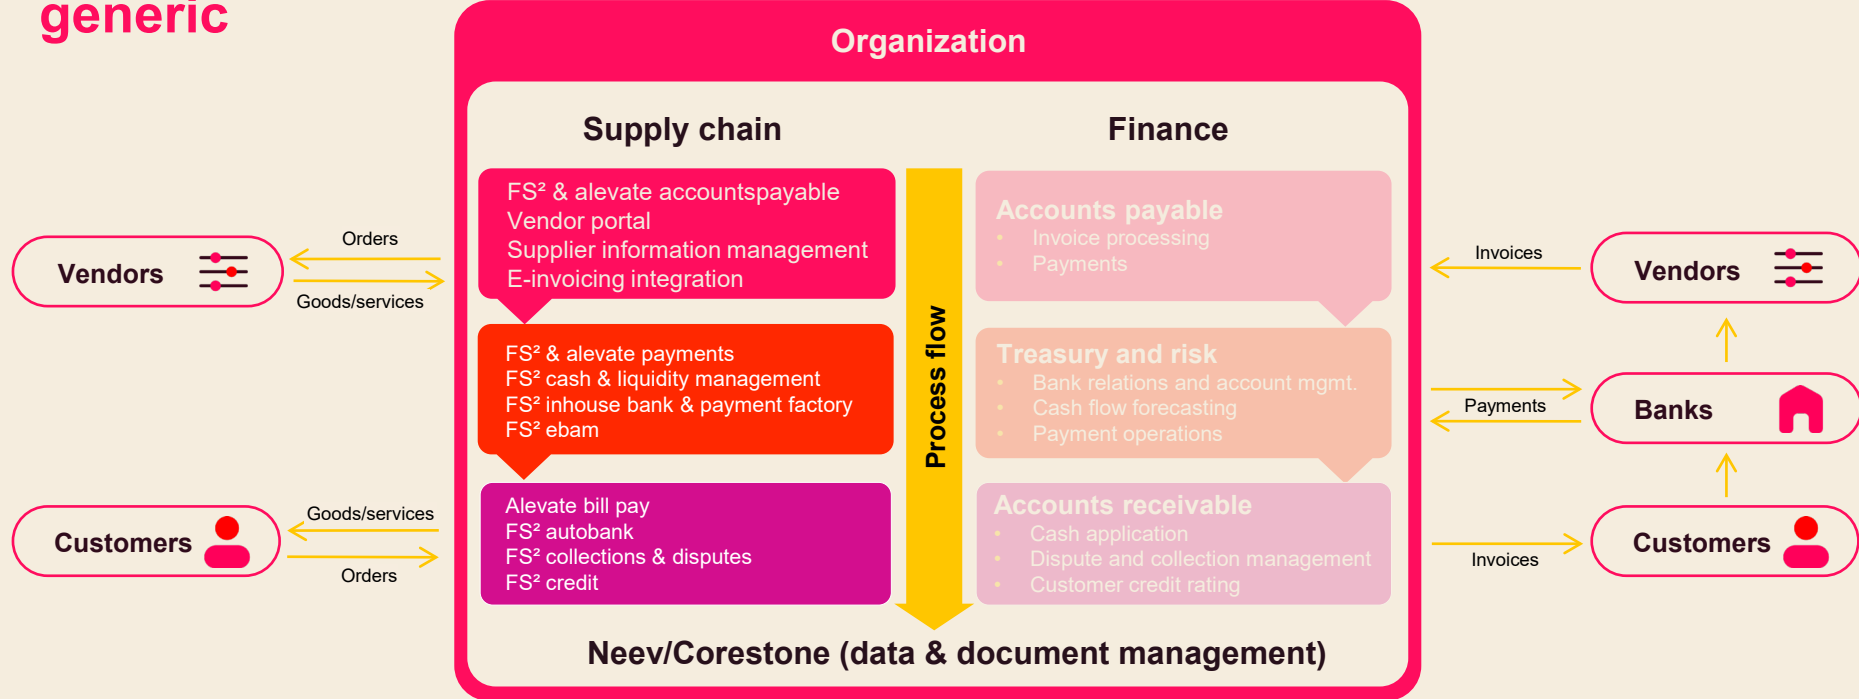 generic
Organization
Supply chain
Finance
FS² & alevate accountspayable
Vendor portal
Supplier information management
E-invoicing integration
FS² & alevate payments
FS² cash & liquidity management
FS² inhouse bank & payment factory
FS² ebam
Alevate bill pay
FS² autobank
FS² collections & disputes
FS² credit
Process flow
Accounts payable
• Invoice processing
• Payments
Treasury and risk
• Bank relations and account mgmt.
• Cash flow forecasting
• Payment operations
Accounts receivable
• Cash application
• Dispute and collection management
• Customer credit rating
Neev/Corestone (data & document management)
Vendors
Orders
Goods/services
Customers
Goods/services
Orders
Invoices
Vendors
Payments
Banks
Invoices
Customers